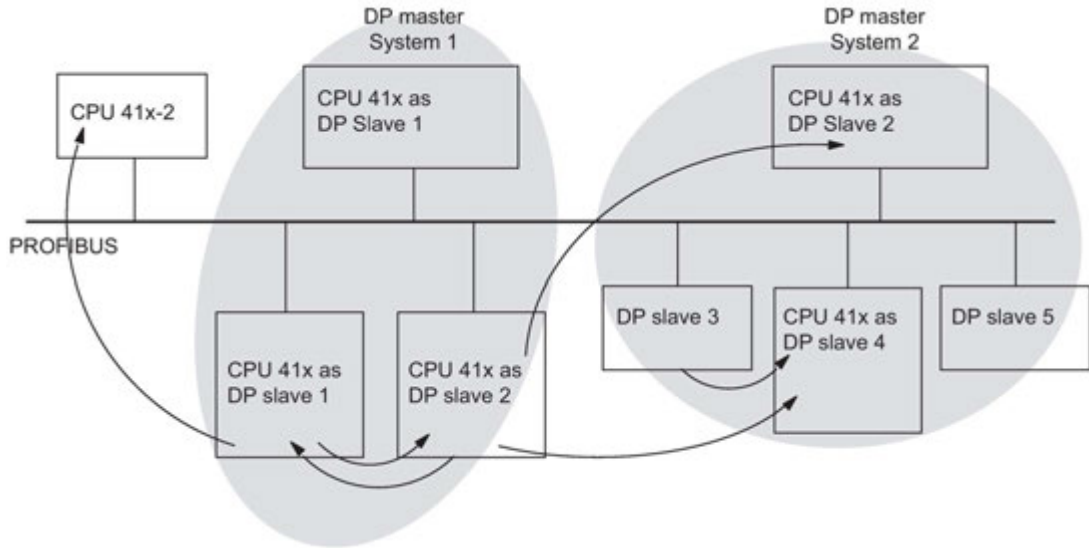 DP master
System 1
DP master
System 2
CPU 41x-2
CPU 41x as
DP Slave 1
CPU 41x as
DP Slave 2
PROFIBUS
CPU 41x as
DP slave 1
CPU 41x as
DP slave 2
DP slave 3
CPU 41x as
DP slave 4
DP slave 5